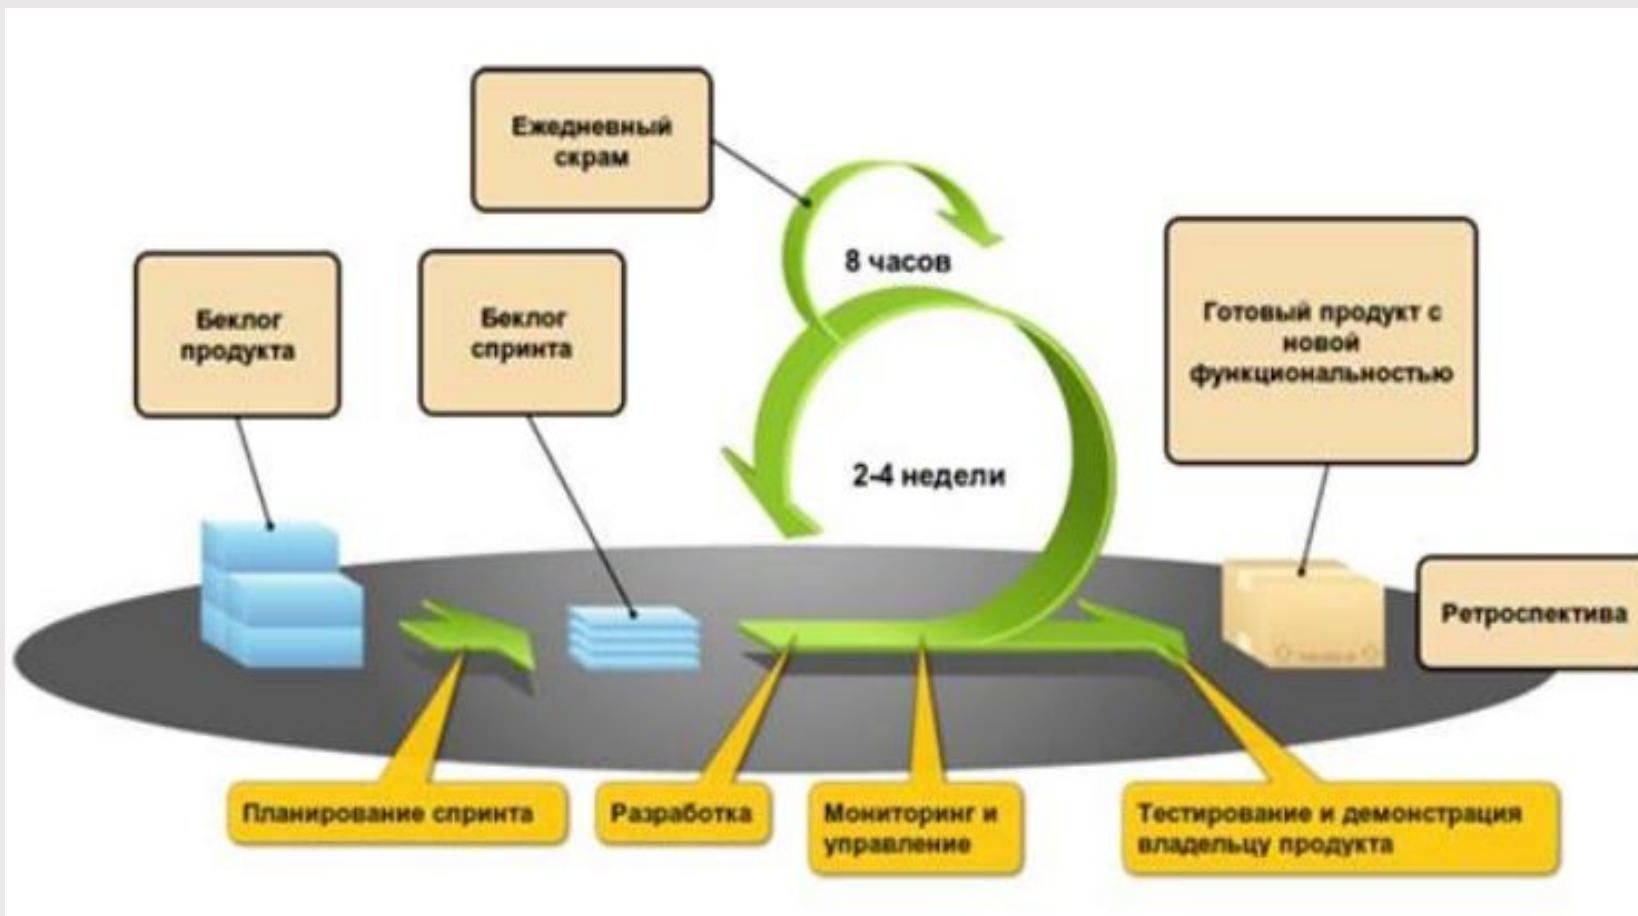 Ежедневный
скрам
8 часов
Беклог
продукта
Беклог
спринта
Готовый продукт с
новой
функциональностью
2-4 недели
Ретроспектива
Планирование спринта
Разработка
Мониторинг и
управление
Тестирование и демонстрация
владельцу продукта